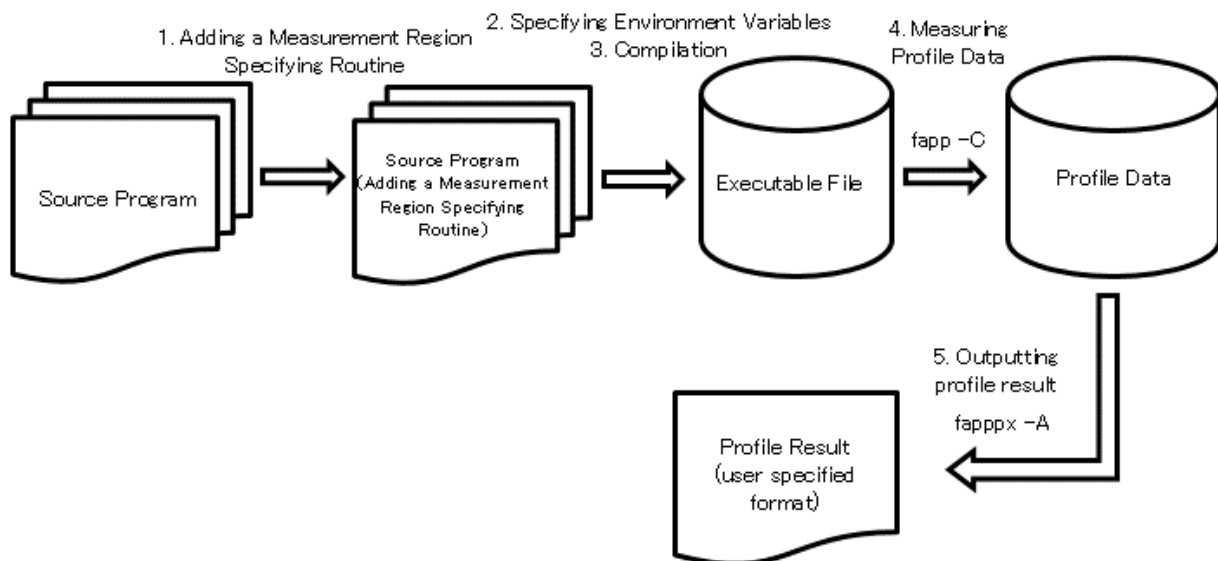 1. Adding a Measurement Region
Specifying Routine
2. Specifying Environment Variables
3. Compilation
4. Measuring
Profile Data
Source Program
Source Program
(Adding a Measurement
Region Specifying
Routine)
Executable File
fapp -C
Profile Data
5. Outputting
profile result
fapppx -A
Profile Result
(user specified
format)